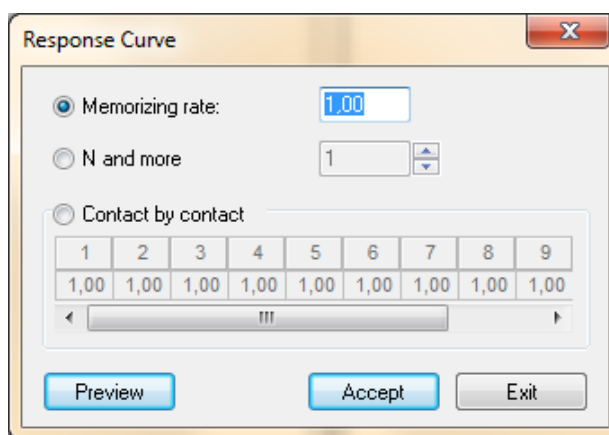 Response Curve
Memorizing rate: 1,00
N and more 1
Contact by contact
1 2 3 4 5 6 7 8 9
1,00 1,00 1,00 1,00 1,00 1,00 1,00 1,00 1,00
Preview Accept Exit